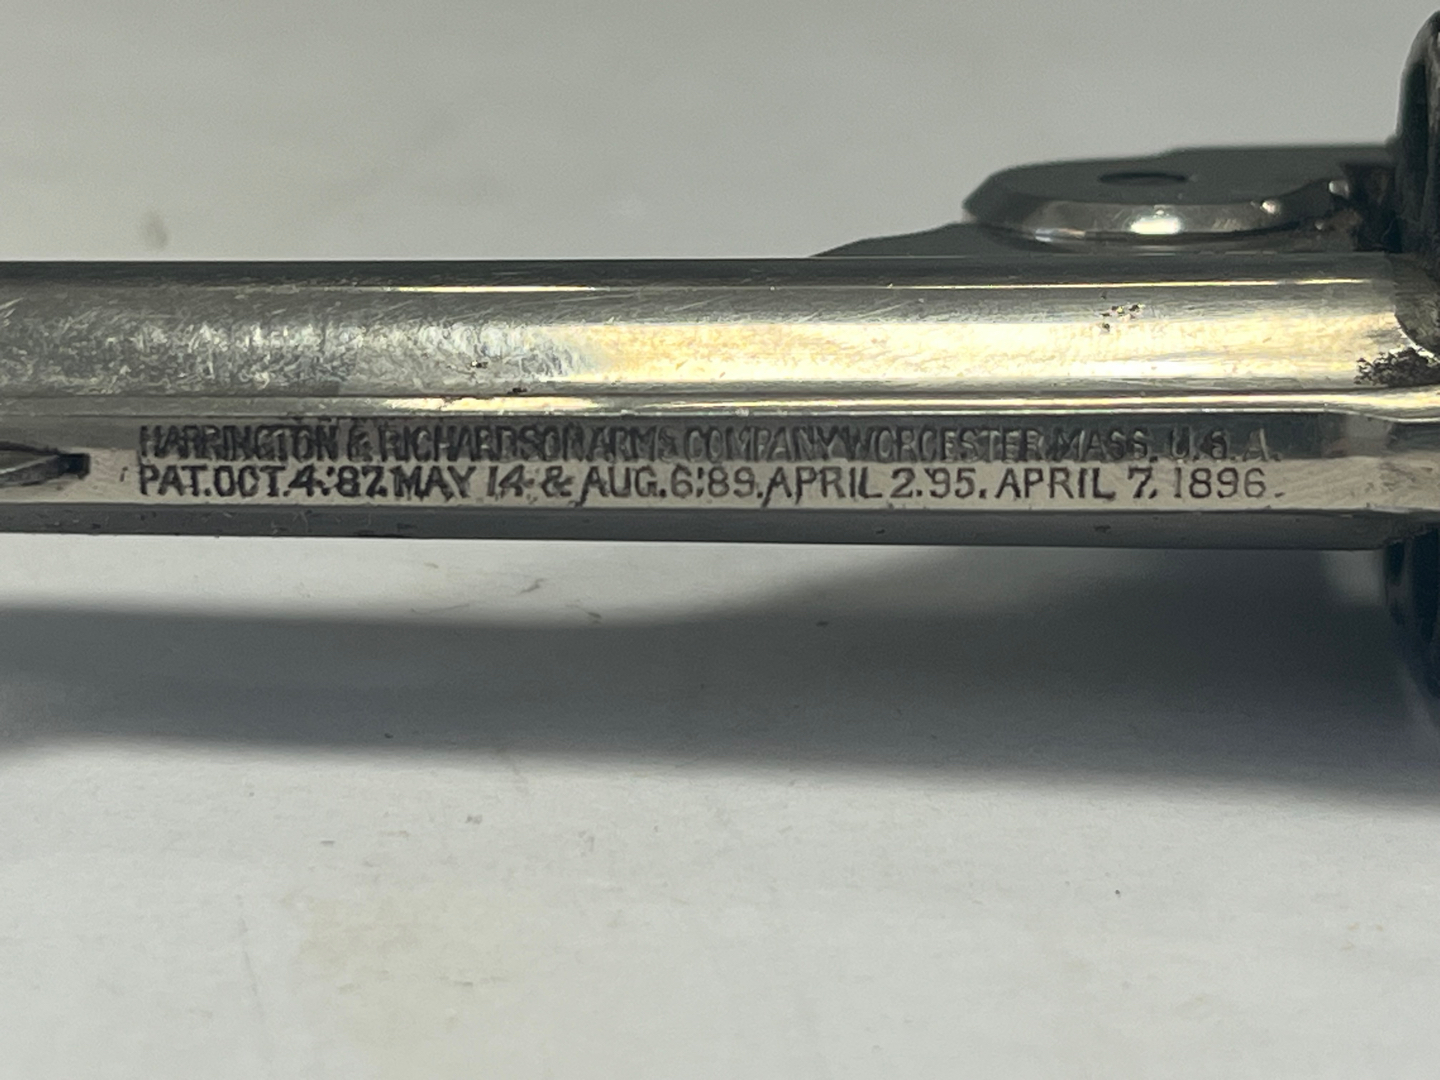 HARRINGTON & RICHARDSON ARMS COMPANY WORCESTER, MASS. U.S.A.
PAT.OCT.4.'87. MAY 14 & AUG.6.'89. APRIL 2.'95. APRIL 7, 1896.